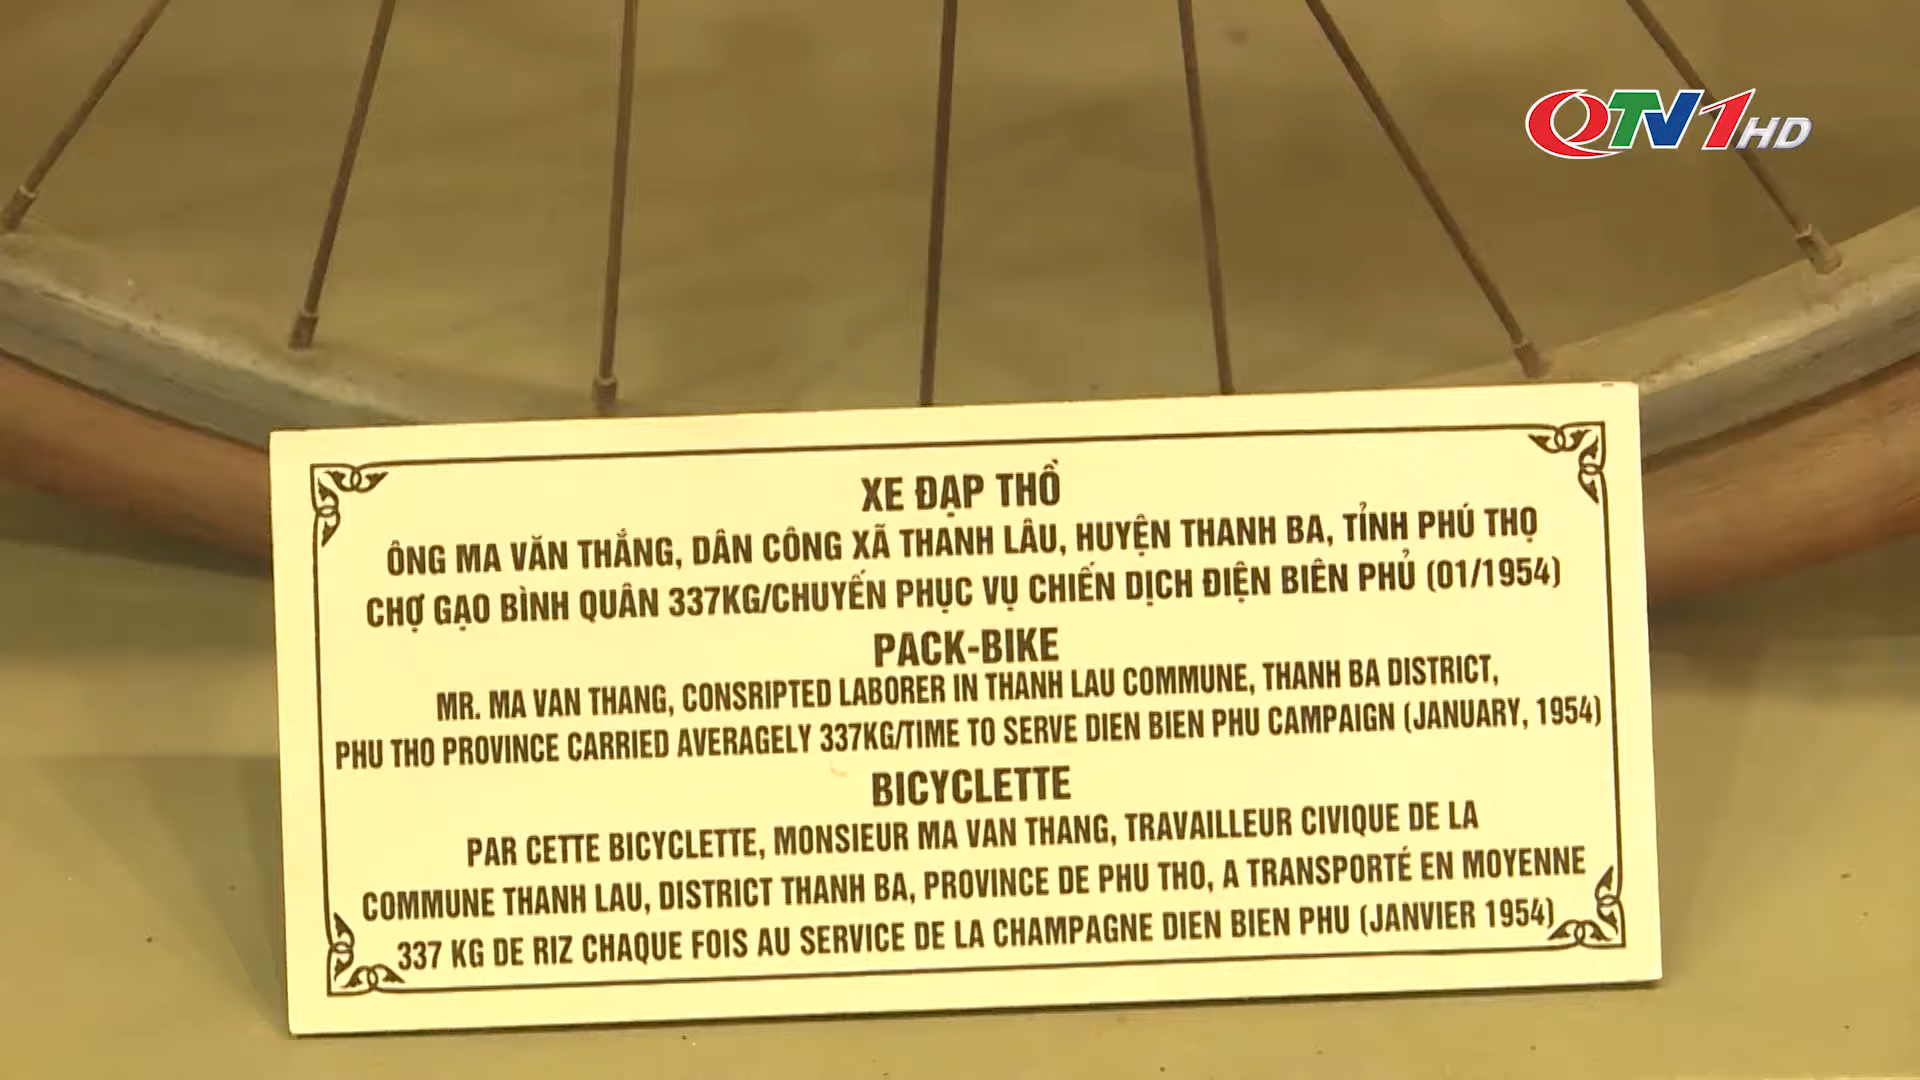 QTV1HD
XE ĐẠP THỒ
ÔNG MA VĂN THẮNG, DÂN CÔNG XÃ THANH LÂU, HUYỆN THANH BA, TỈNH PHÚ THỌ
CHỢ GẠO BÌNH QUÂN 337KG/CHUYẾN PHỤC VỤ CHIẾN DỊCH ĐIỆN BIÊN PHỦ (01/1954)
PACK-BIKE
MR. MA VAN THANG, CONSRIPTED LABORER IN THANH LAU COMMUNE, THANH BA DISTRICT,
PHU THO PROVINCE CARRIED AVERAGELY 337KG/TIME TO SERVE DIEN BIEN PHU CAMPAIGN (JANUARY, 1954)
BICYCLETTE
PAR CETTE BICYCLETTE, MONSIEUR MA VAN THANG, TRAVAILLEUR CIVIQUE DE LA
COMMUNE THANH LAU, DISTRICT THANH BA, PROVINCE DE PHU THO, A TRANSPORTÉ EN MOYENNE
337 KG DE RIZ CHAQUE FOIS AU SERVICE DE LA CHAMPAGNE DIEN BIEN PHU (JANVIER 1954)